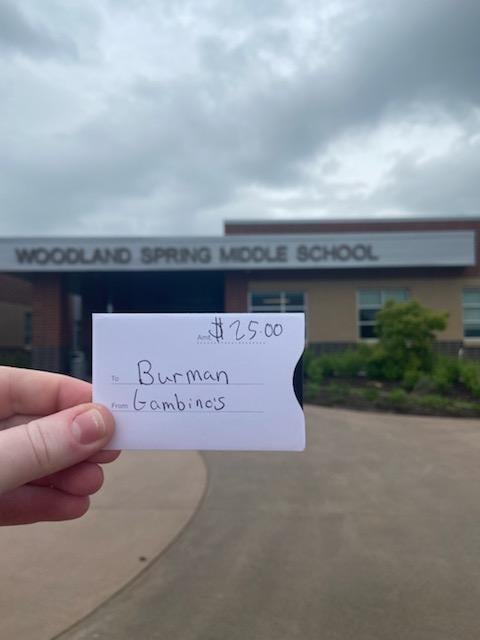 WOODLAND SPRING MIDDLE SCHOOL
Amt. $25.00
To Burman
From Gambino's